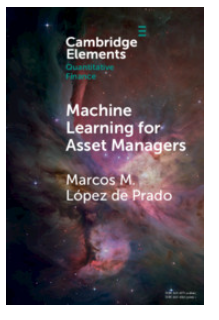 Cambridge
Elements
Quantitative
Finance
Machine
Learning for
Asset Managers
Marcos M.
López de Prado